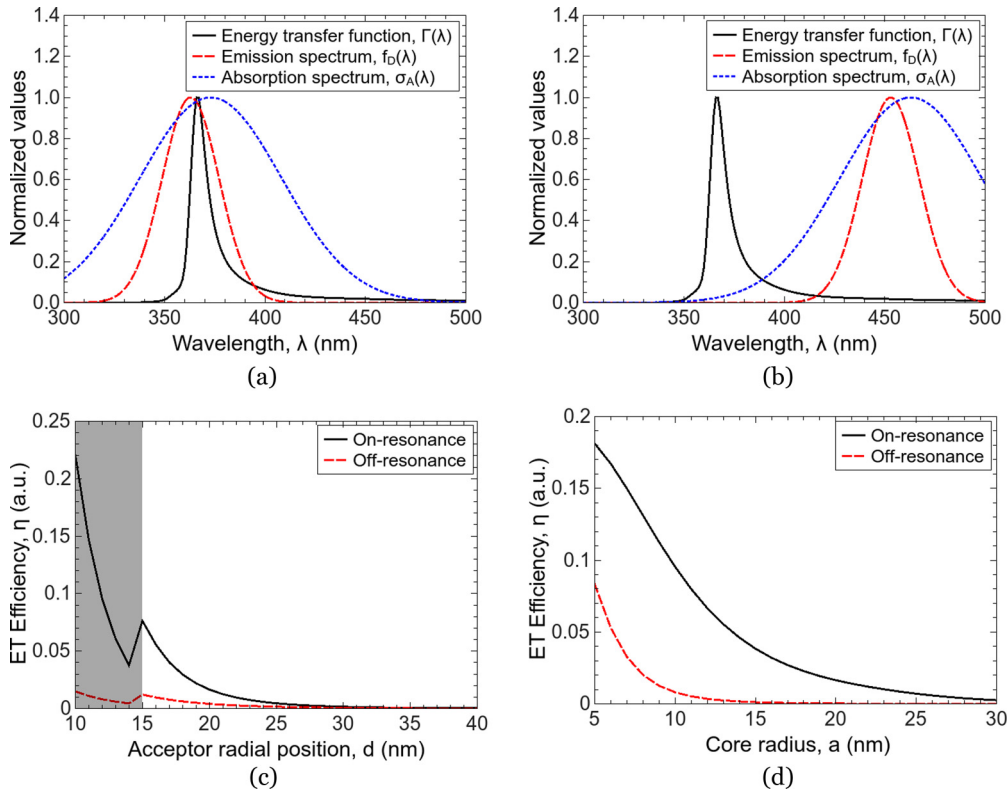 1.4
1.2
1.0
0.8
0.6
0.4
0.2
0.0
Normalized values
Energy transfer function, Γ(λ)
Emission spectrum, f_D(λ)
Absorption spectrum, σ_A(λ)
300 350 400 450 500
Wavelength, λ (nm)
(a)
1.4
1.2
1.0
0.8
0.6
0.4
0.2
0.0
Normalized values
Energy transfer function, Γ(λ)
Emission spectrum, f_D(λ)
Absorption spectrum, σ_A(λ)
300 350 400 450 500
Wavelength, λ (nm)
(b)
0.25
0.2
0.15
0.1
0.05
0
ET Efficiency, η (a.u.)
On-resonance
Off-resonance
10 15 20 25 30 35 40
Acceptor radial position, d (nm)
(c)
0.2
0.15
0.1
0.05
0
ET Efficiency, η (a.u.)
On-resonance
Off-resonance
5 10 15 20 25 30
Core radius, a (nm)
(d)